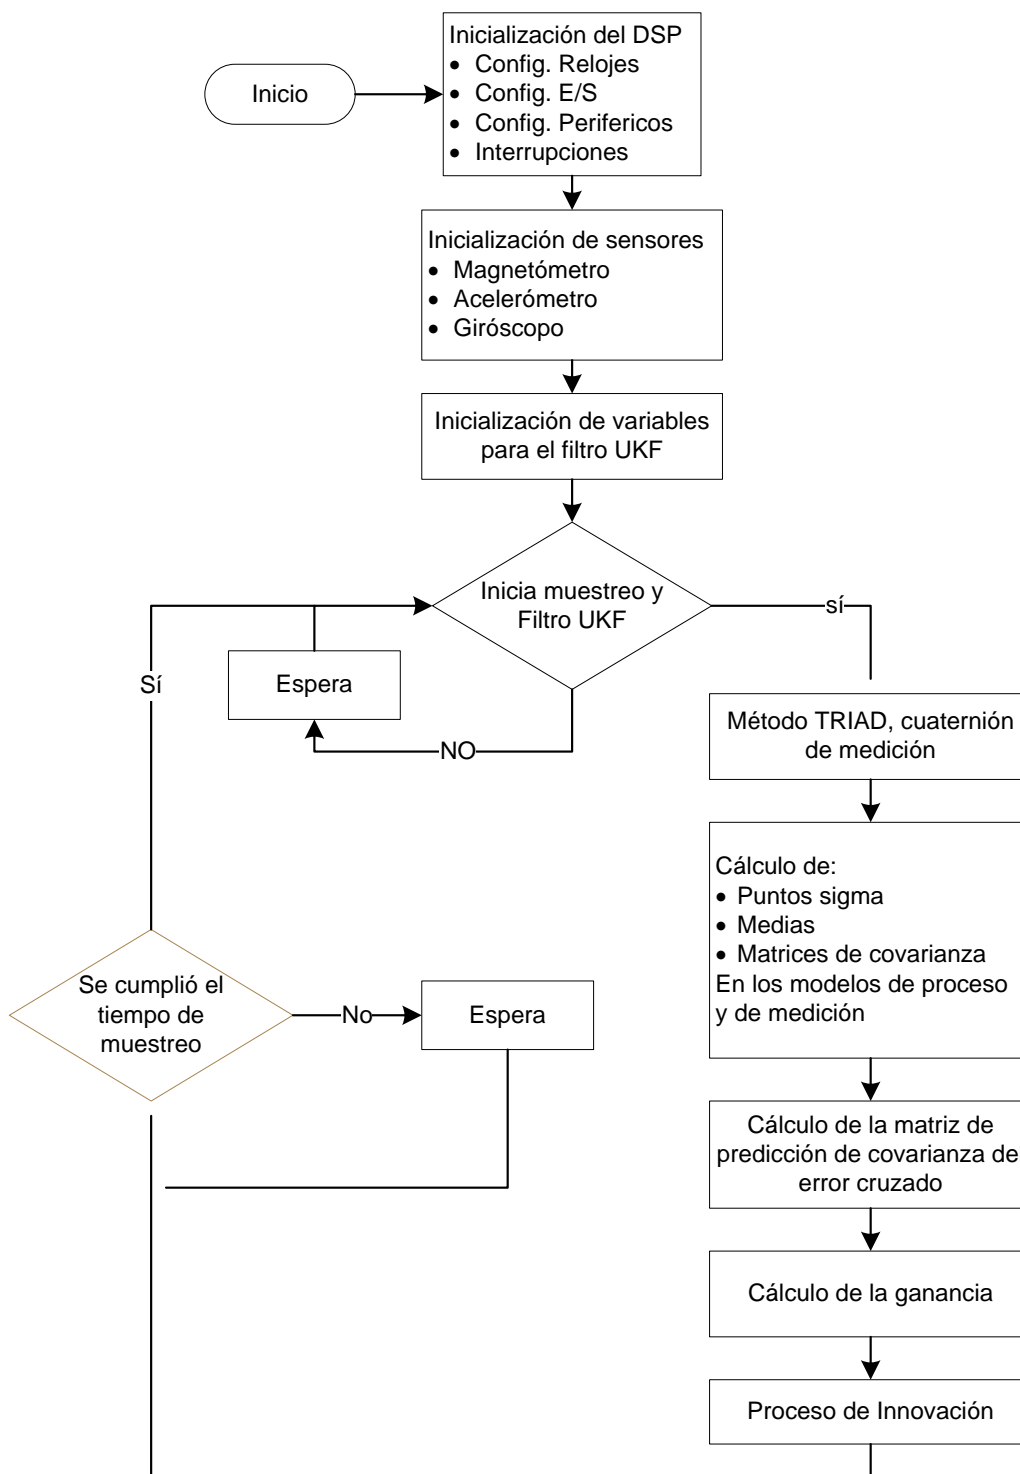 Inicio
Inicialización del DSP
• Config. Relojes
• Config. E/S
• Config. Perifericos
• Interrupciones
Inicialización de sensores
• Magnetómetro
• Acelerómetro
• Giróscopo
Inicialización de variables
para el filtro UKF
Inicia muestreo y
Filtro UKF
sí
Espera
NO
Sí
Método TRIAD, cuaternión
de medición
Cálculo de:
• Puntos sigma
• Medias
• Matrices de covarianza
En los modelos de proceso
y de medición
Se cumplió el
tiempo de
muestreo
No
Espera
Cálculo de la matriz de
predicción de covarianza de
error cruzado
Cálculo de la ganancia
Proceso de Innovación